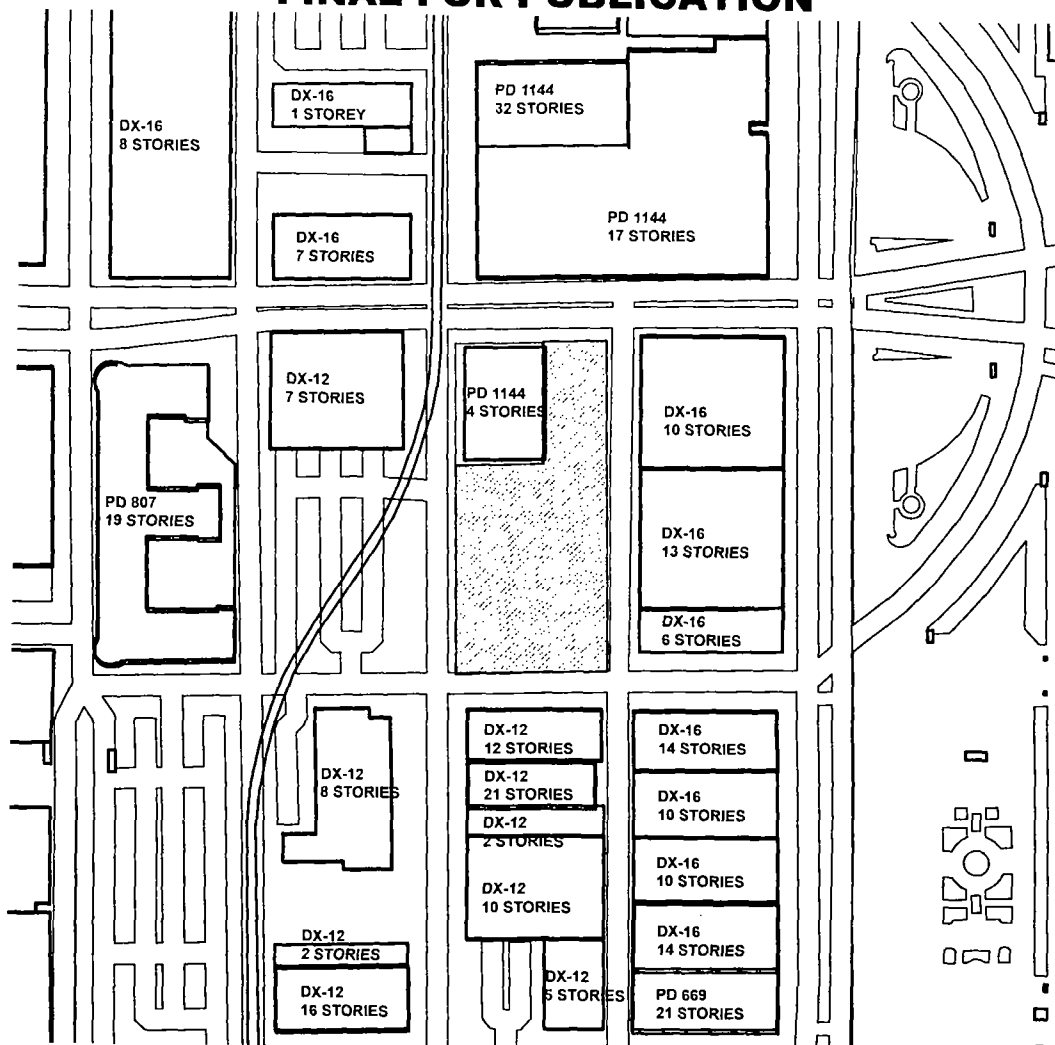 FINAL FOR PUBLICATION
DX-16
8 STORIES
DX-16
1 STOREY
PD 1144
32 STORIES
PD 1144
17 STORIES
DX-16
7 STORIES
DX-12
7 STORIES
PD 1144
4 STORIES
DX-16
10 STORIES
PD 807
19 STORIES
DX-16
13 STORIES
DX-16
6 STORIES
DX-12
12 STORIES
DX-16
14 STORIES
DX-12
8 STORIES
DX-12
21 STORIES
DX-16
10 STORIES
DX-12
2 STORIES
DX-16
10 STORIES
DX-12
10 STORIES
DX-16
14 STORIES
DX-12
2 STORIES
DX-12
5 STORIES
DX-12
16 STORIES
PD 669
21 STORIES